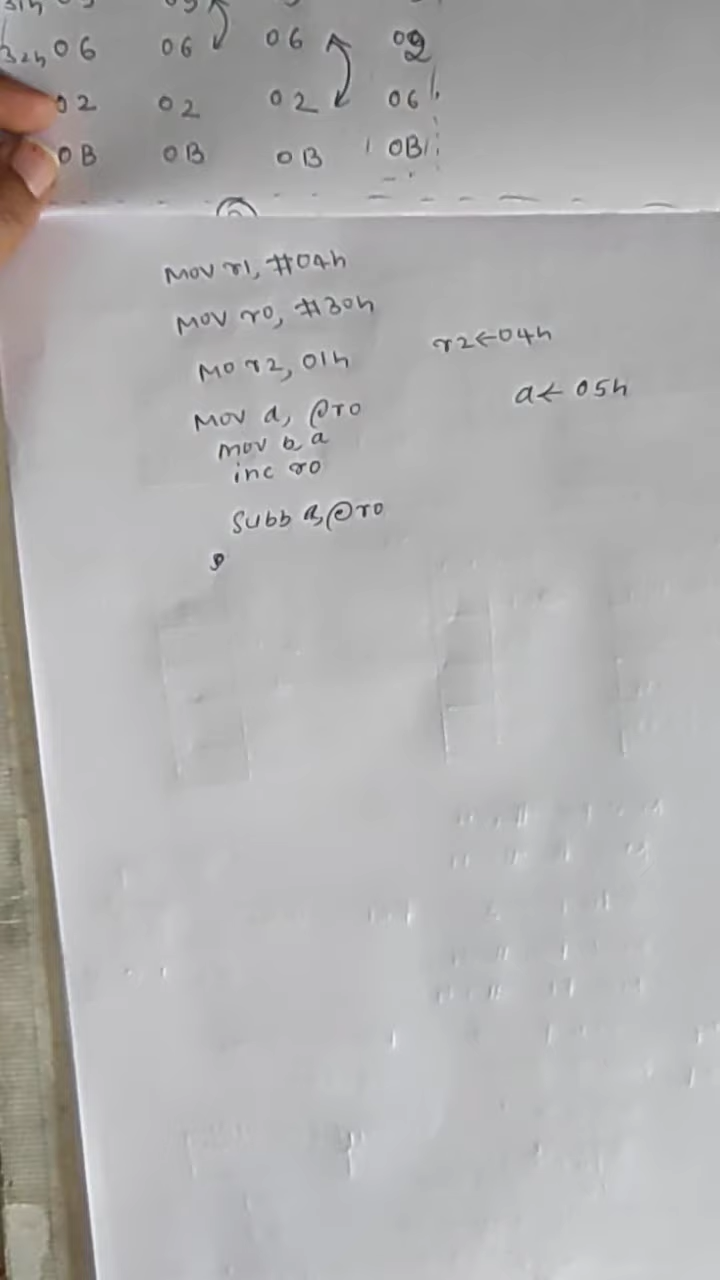 31h
32h 06 06 06 02
02 02 02 06
0B 0B 0B 0B
Mov r1, #04h
Mov r0, #30h
Mo r2, 01h r2←04h
Mov a, @r0 a← 05h
mov b, a
inc r0
Subb a, @r0